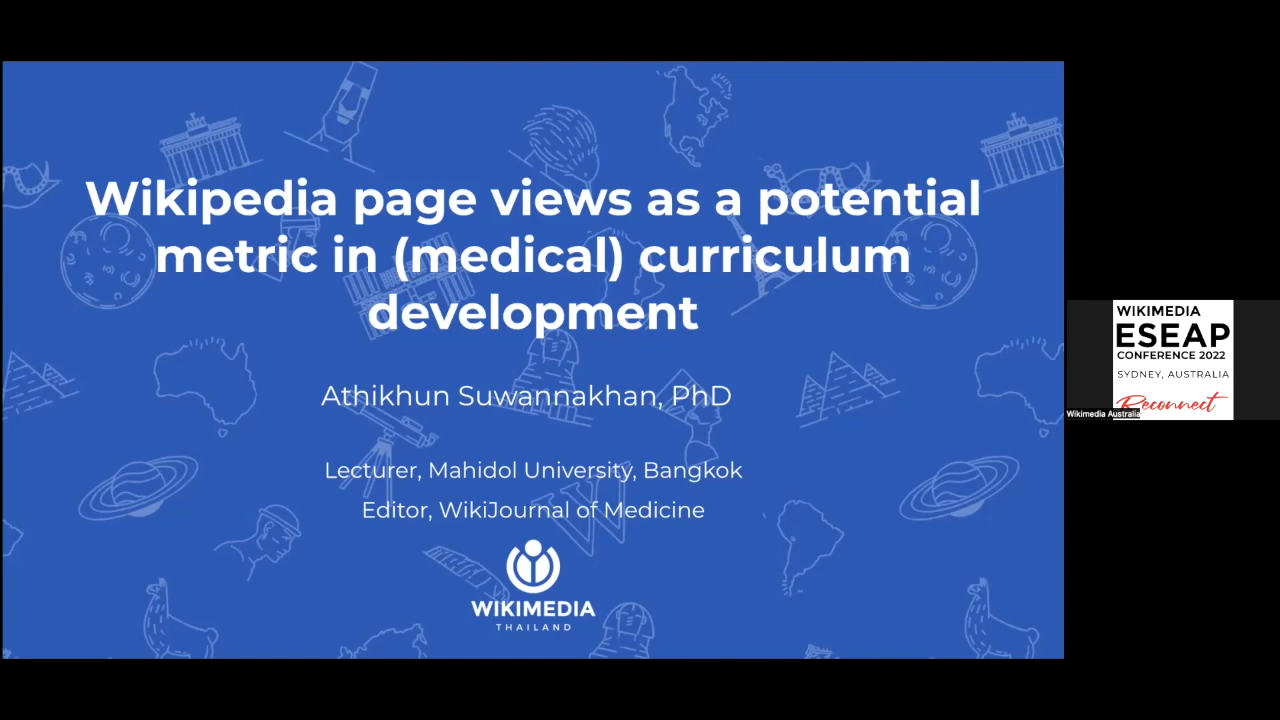 Wikipedia page views as a potential
metric in (medical) curriculum
development
Athikhun Suwannakhan, PhD
Lecturer, Mahidol University, Bangkok
Editor, WikiJournal of Medicine
WIKIMEDIA
THAILAND
WIKIMEDIA
ESEAP
CONFERENCE 2022
SYDNEY, AUSTRALIA
Reconnect
Wikimedia Australia